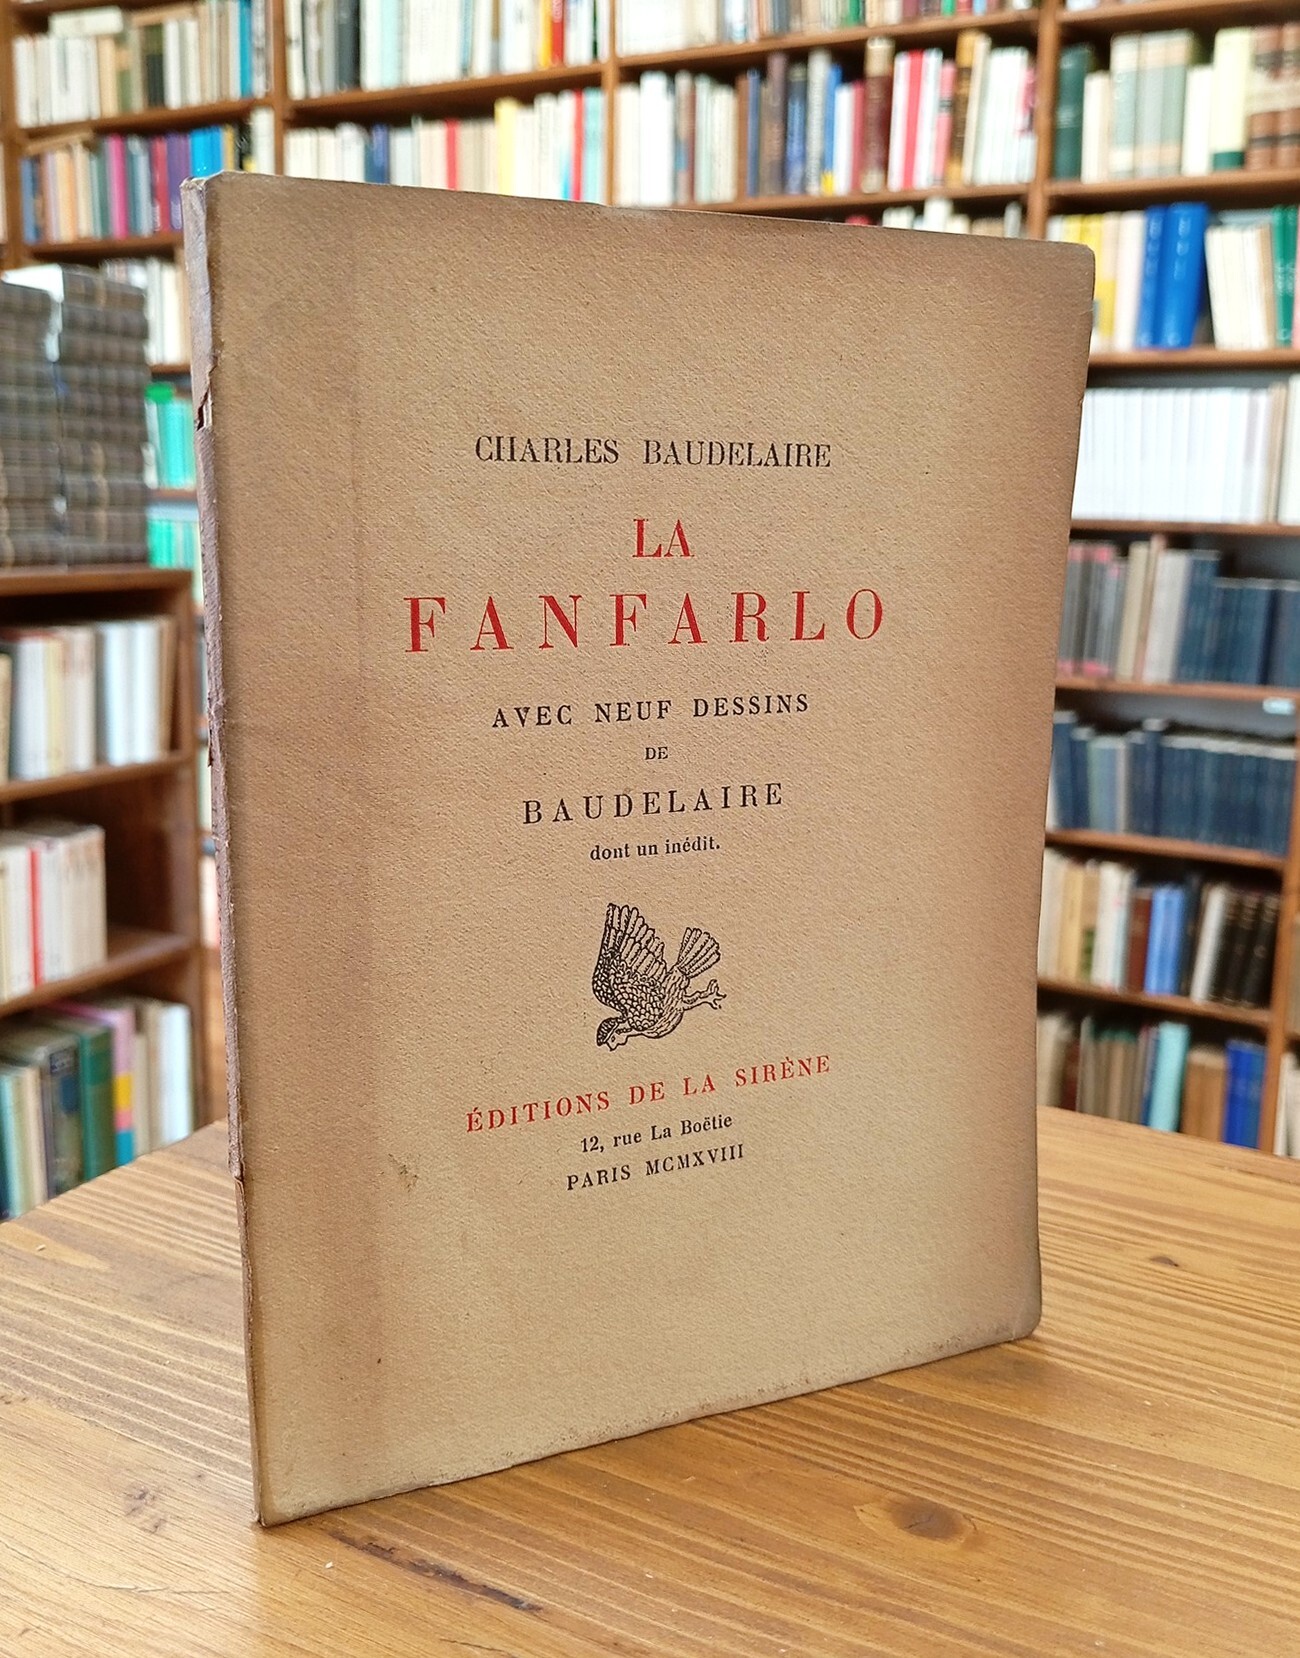 CHARLES BAUDELAIRE
LA
FANFARLO
AVEC NEUF DESSINS
DE
BAUDELAIRE
dont un inédit.
ÉDITIONS DE LA SIRÈNE
12, rue La Boëtie
PARIS MCMXVIII